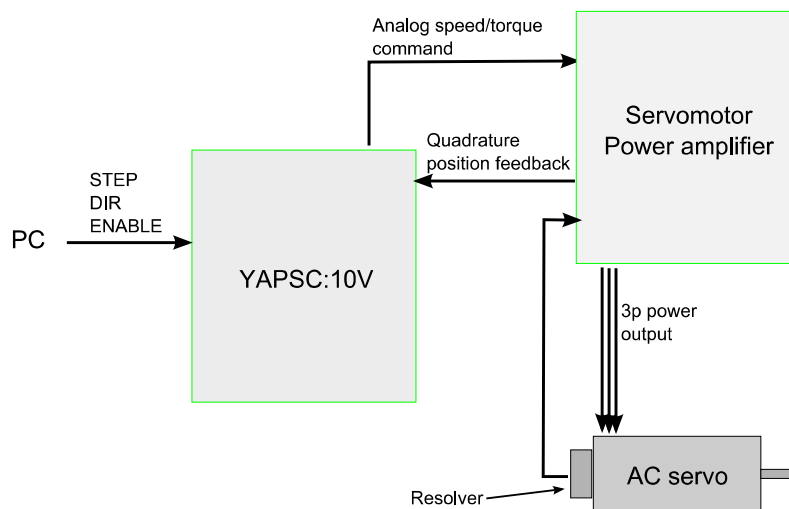 Analog speed/torque
command
Servomotor
Power amplifier
Quadrature
position feedback
STEP
DIR
ENABLE
PC
YAPSC:10V
3p power
output
AC servo
Resolver